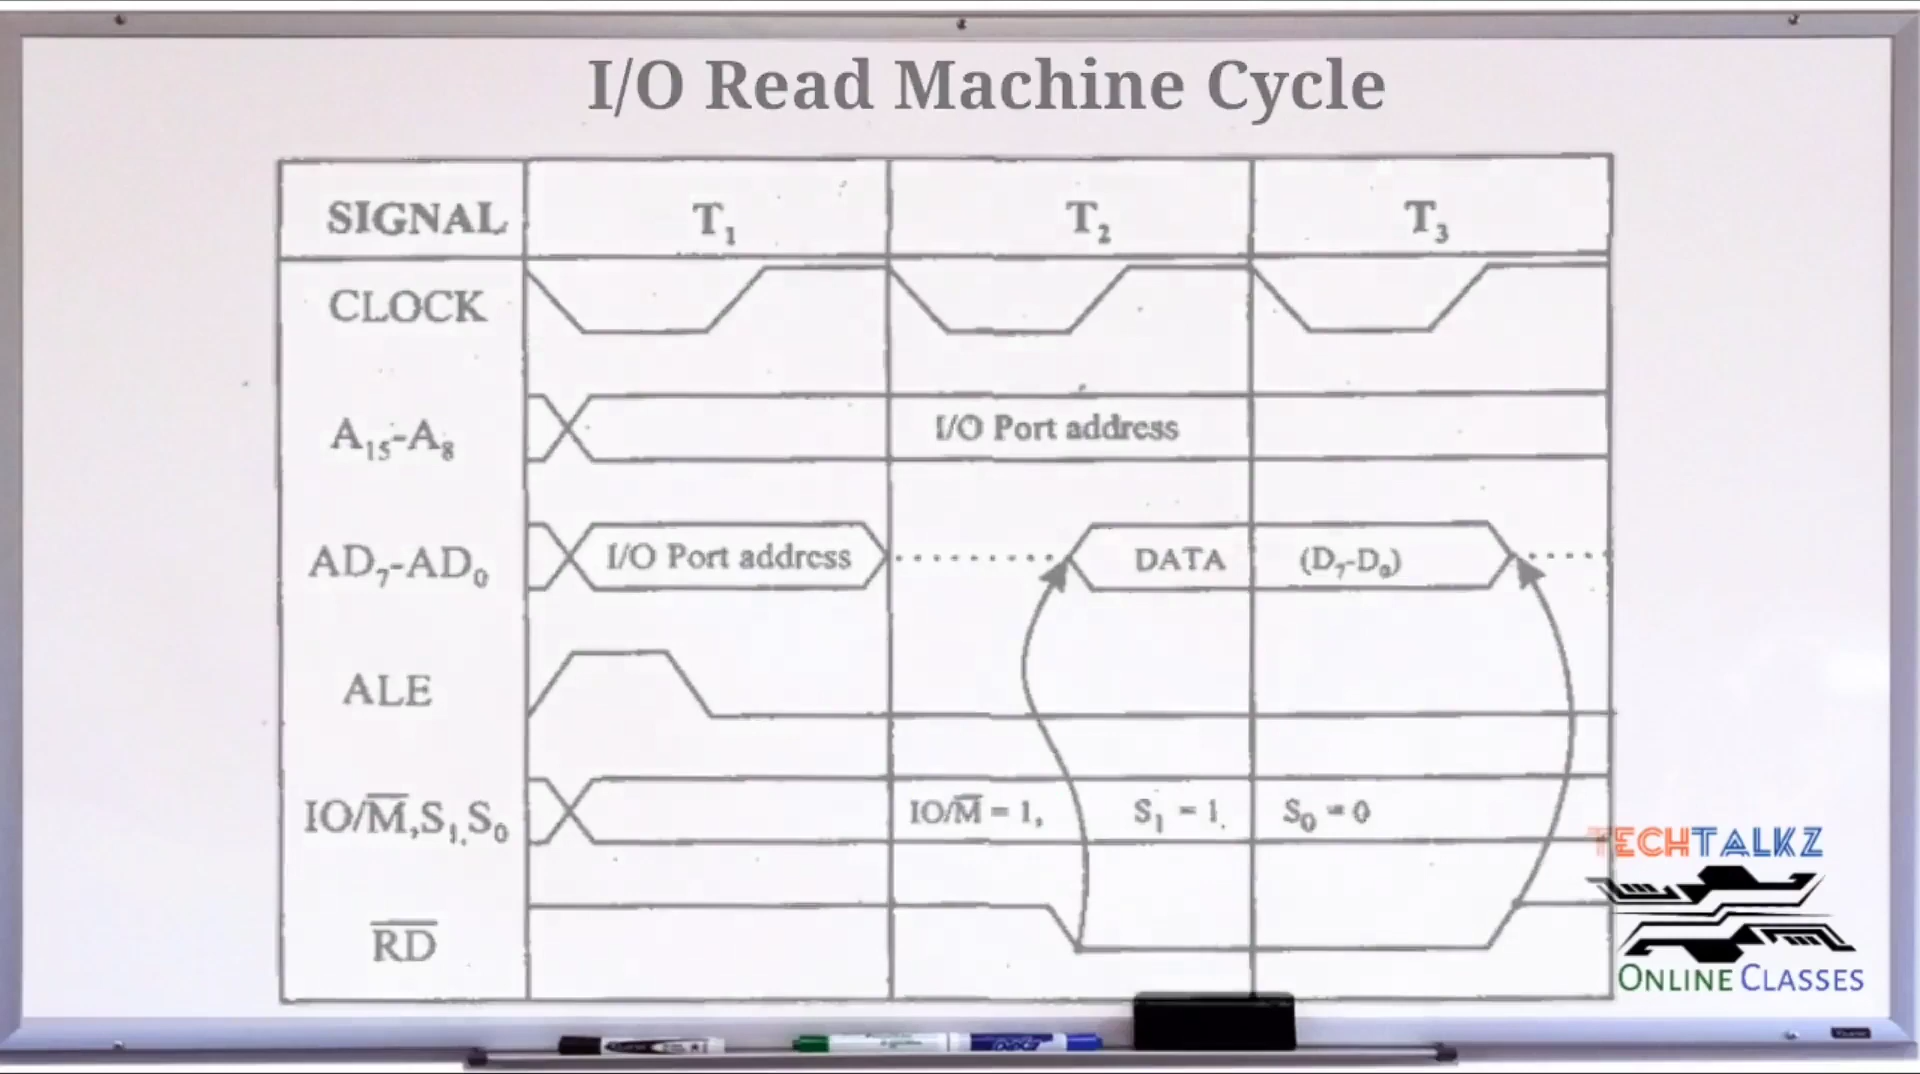 I/O Read Machine Cycle
SIGNAL T₁ T₂ T₃
CLOCK
A₁₅-A₈ I/O Port address
AD₇-AD₀ I/O Port address DATA (D₇-D₀)
ALE
IO/M̅,S₁,S₀ IO/M̅ = 1, S₁ = 1, S₀ = 0
R̅D̅
TECHTALKZ
ONLINE CLASSES